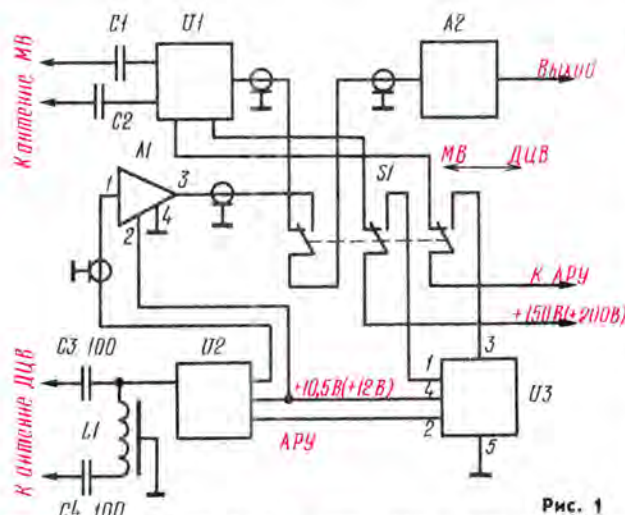 C1
U1
A2
К антенне МВ
Выход
C2
A1
1
3
4
2
S1
МВ
ДЦВ
К АРУ
+150В(+200В)
C3 100
U2
К антенне ДЦВ
L1
+10,5В(+12В)
АРУ
1
4
2
3
5
U3
C4 100
Рис. 1